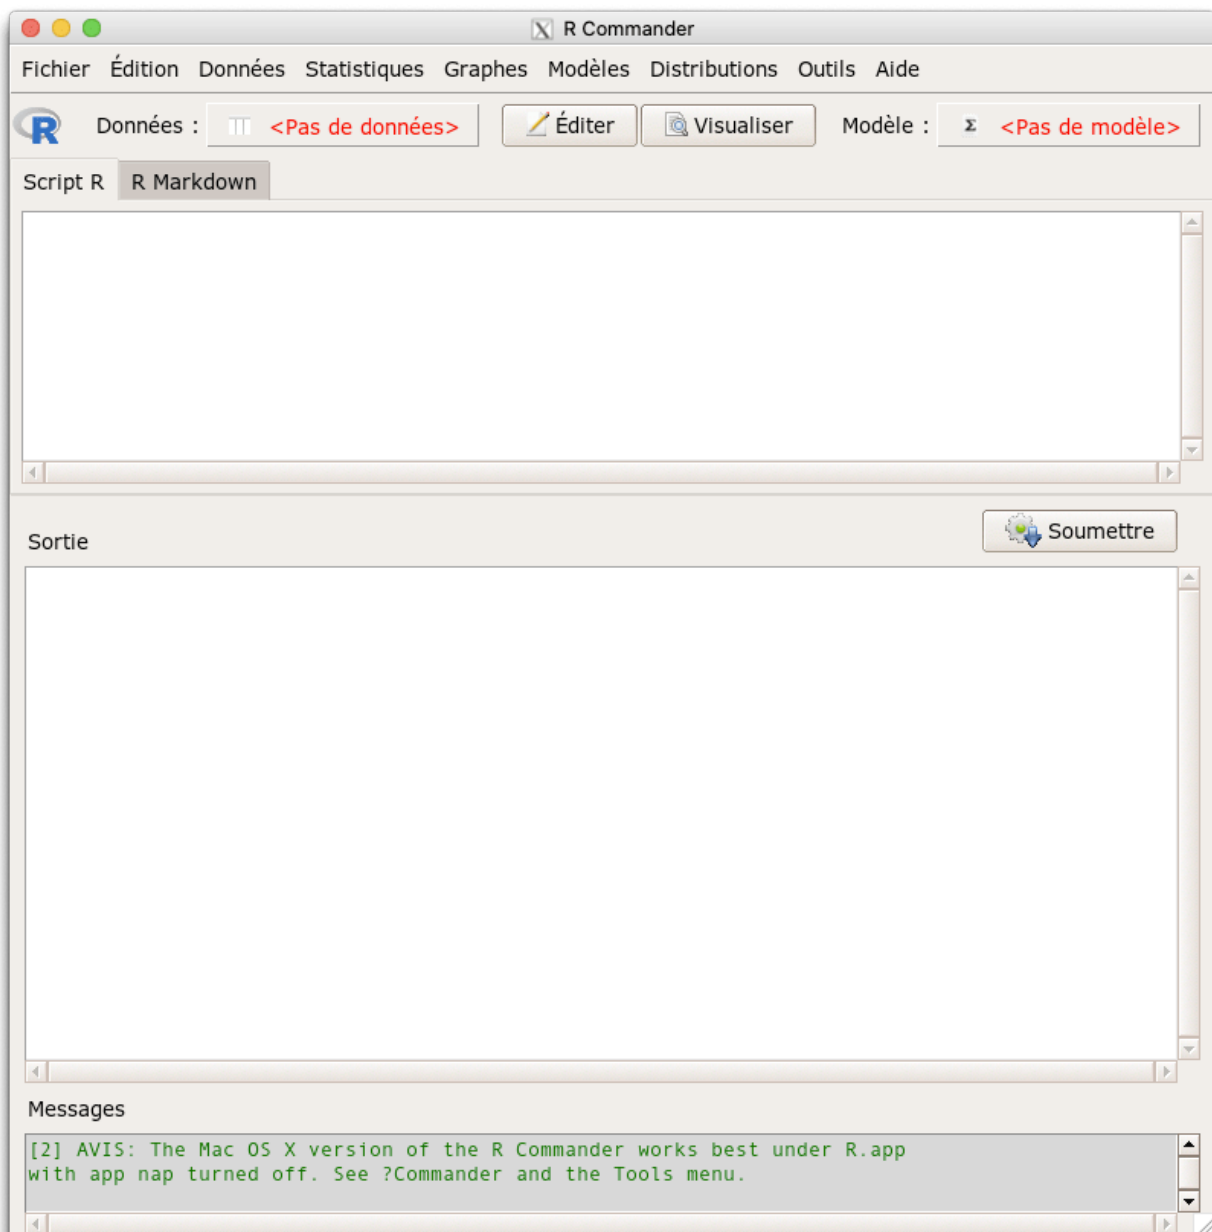 R Commander
Fichier Édition Données Statistiques Graphes Modèles Distributions Outils Aide
R Données : <Pas de données> Éditer Visualiser Modèle : Σ <Pas de modèle>
Script R R Markdown
Soumettre
Sortie
Messages
[2] AVIS: The Mac OS X version of the R Commander works best under R.app
with app nap turned off. See ?Commander and the Tools menu.